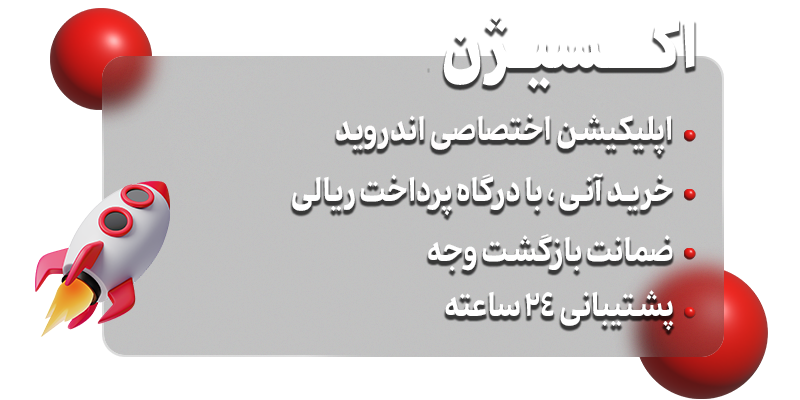 اکسیژن
اپلیکیشن اختصاصی اندروید
خرید آنی ، با درگاه پرداخت ریالی
ضمانت بازگشت وجه
پشتیبانی ۲۴ ساعته